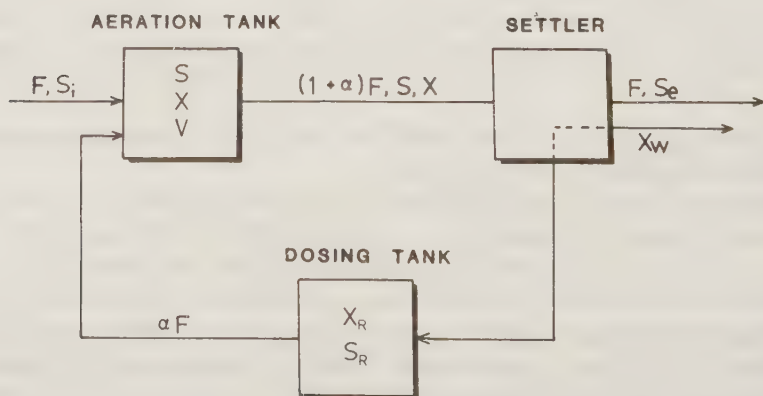 AERATION TANK
SETTLER
F, Si
S
X
V
(1 + α)F, S, X
F, Se
XW
DOSING TANK
αF
XR
SR